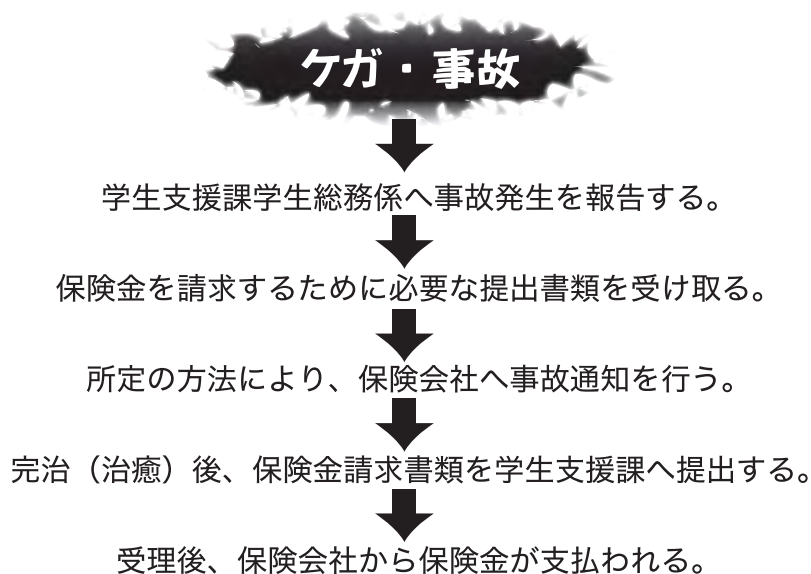 ケガ・事故
学生支援課学生総務係へ事故発生を報告する。
保険金を請求するために必要な提出書類を受け取る。
所定の方法により、保険会社へ事故通知を行う。
完治（治癒）後、保険金請求書類を学生支援課へ提出する。
受理後、保険会社から保険金が支払われる。